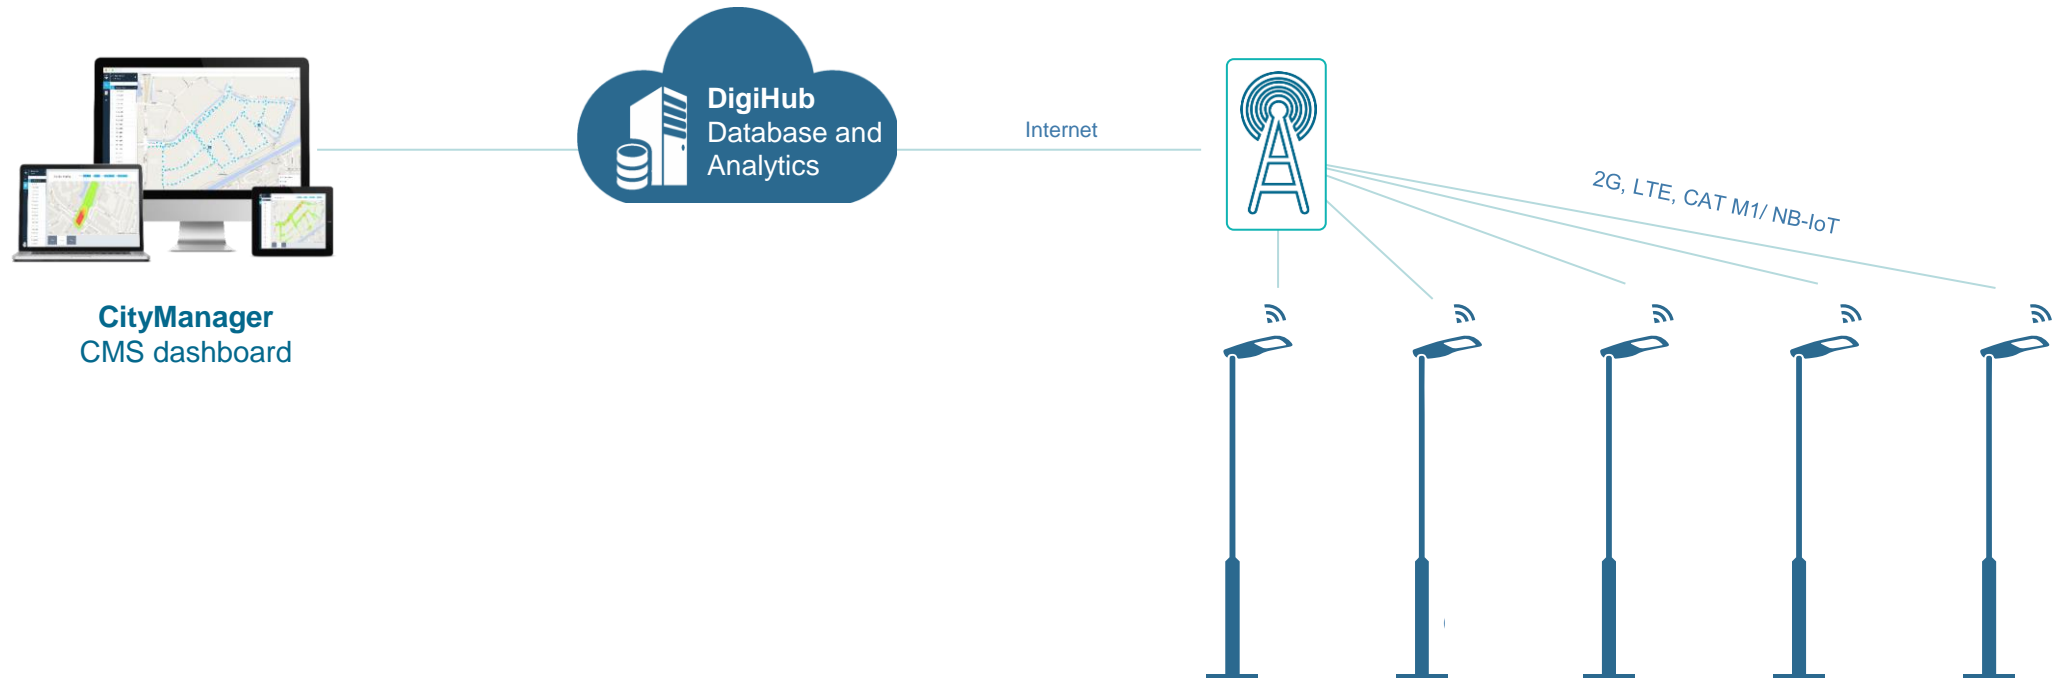 DigiHub
Database and
Analytics
Internet
2G, LTE, CAT M1/ NB-IoT
CityManager
CMS dashboard